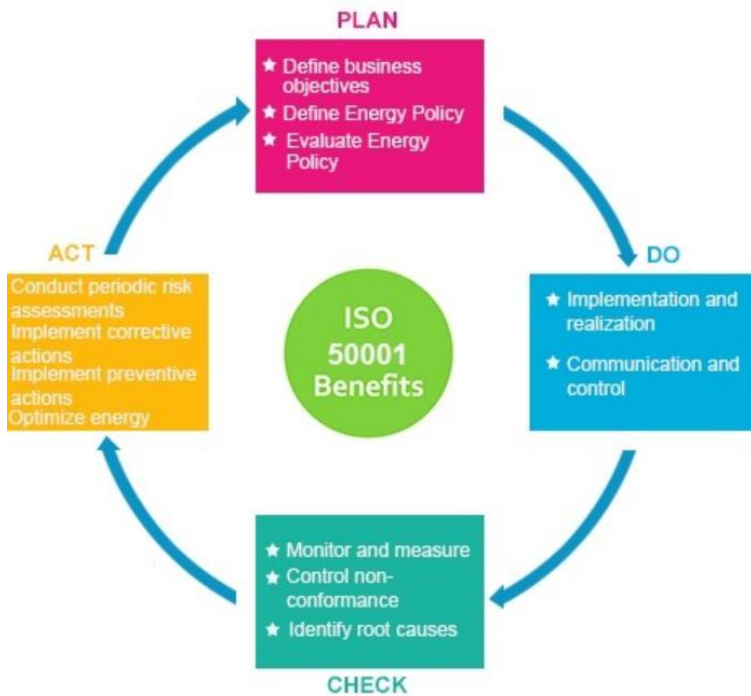 PLAN
Define business
objectives
Define Energy Policy
Evaluate Energy
Policy
DO
Implementation and
realization
Communication and
control
ACT
Conduct periodic risk
assessments
Implement corrective
actions
Implement preventive
actions
Optimize energy
ISO
50001
Benefits
Monitor and measure
Control non-
conformance
Identify root causes
CHECK